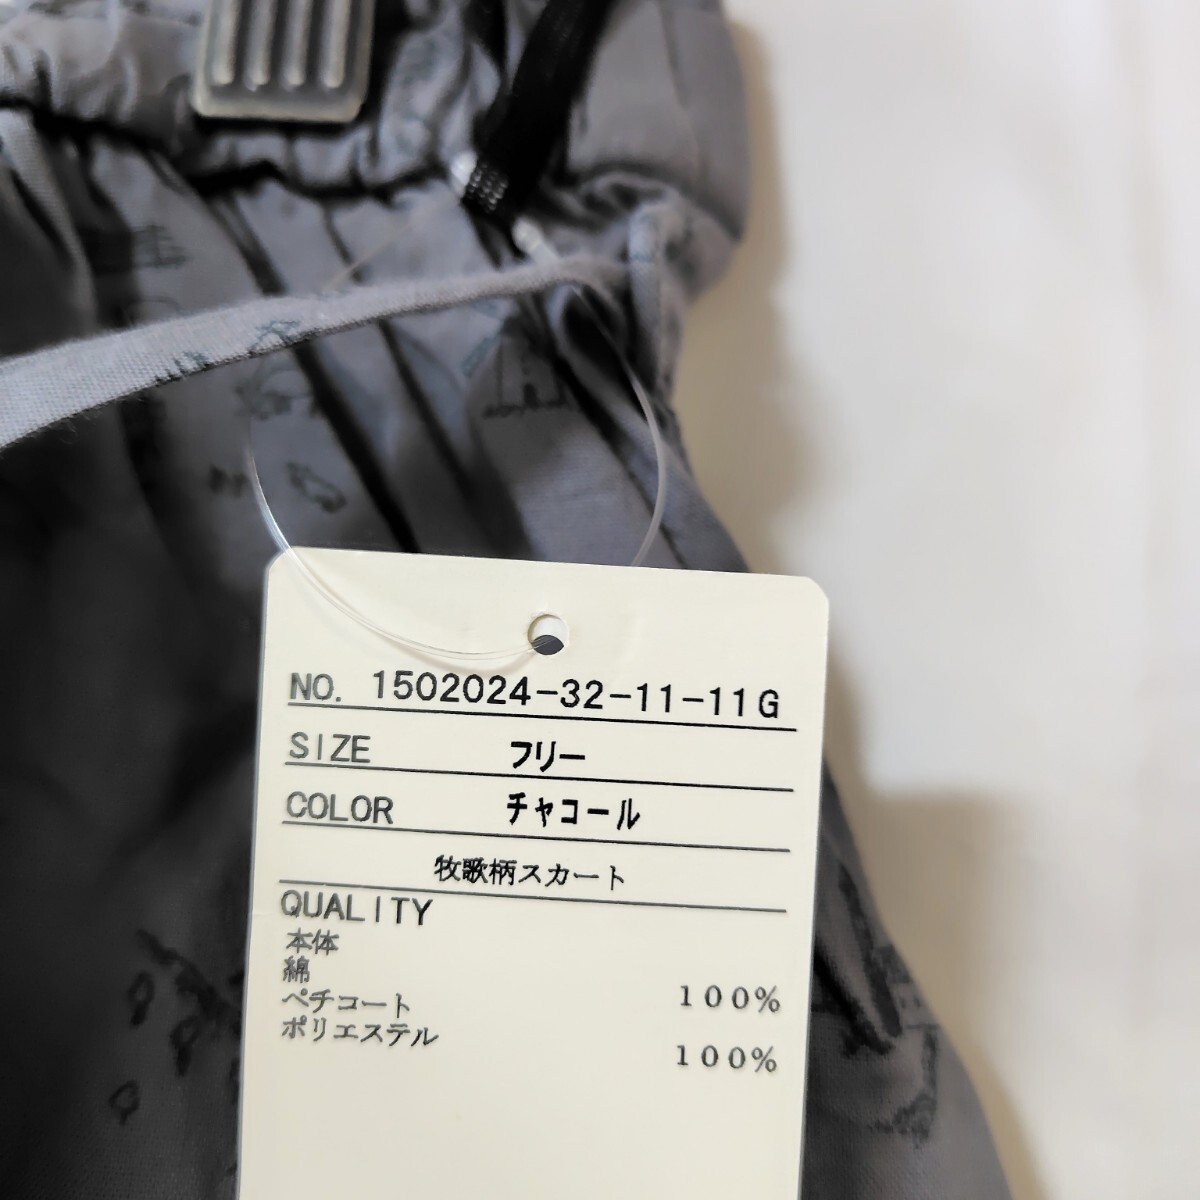 NO. 1502024-32-11-11G
SIZE フリー
COLOR チャコール
牧歌柄スカート
QUALITY
本体
綿 100%
ペチコート
ポリエステル 100%